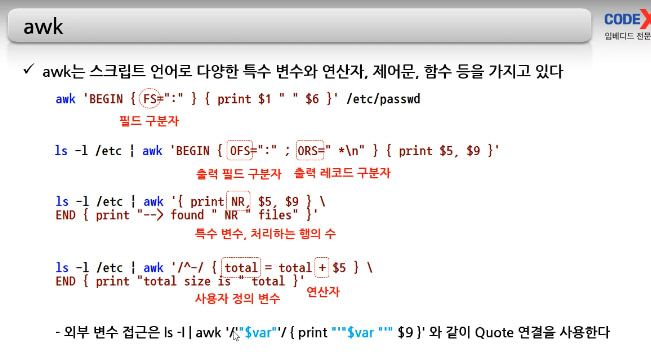 awk
CODEX
임베디드 전문
✓ awk는 스크립트 언어로 다양한 특수 변수와 연산자, 제어문, 함수 등을 가지고 있다
awk 'BEGIN { FS=":" } { print $1 " " $6 }' /etc/passwd
필드 구분자
ls -l /etc | awk 'BEGIN { OFS=":" ; ORS=" *\n" } { print $5, $9 }'
출력 필드 구분자 출력 레코드 구분자
ls -l /etc | awk '{ print NR, $5, $9 } \
END { print "--> found " NR " files" }'
특수 변수, 처리하는 행의 수
ls -l /etc | awk '/^-/ { total = total + $5 } \
END { print "total size is " total }'
사용자 정의 변수 연산자
- 외부 변수 접근은 ls -l | awk '/'"$var"'/ { print "'"$var "'" $9 }' 와 같이 Quote 연결을 사용한다